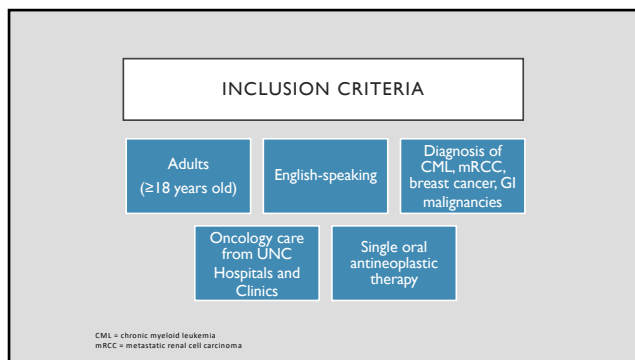 INCLUSION CRITERIA
Adults
(≥18 years old)
English-speaking
Diagnosis of
CML, mRCC,
breast cancer, GI
malignancies
Oncology care
from UNC
Hospitals and
Clinics
Single oral
antineoplastic
therapy
CML = chronic myeloid leukemia
mRCC = metastatic renal cell carcinoma